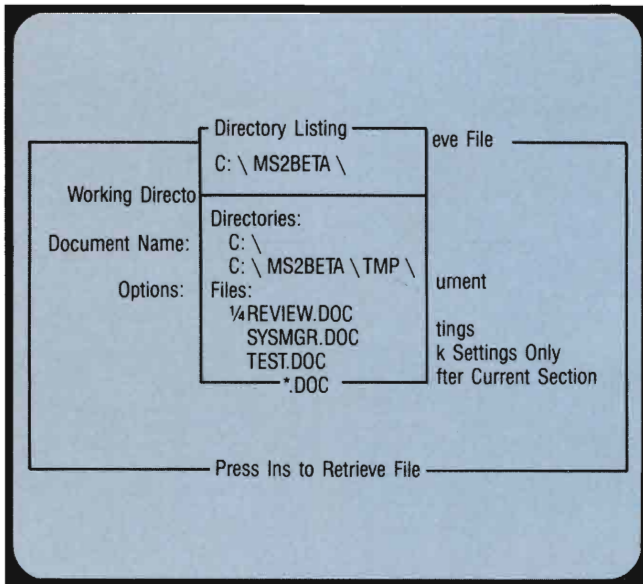 Directory Listing
eve File
C: \ MS2BETA \
Working Directo
Directories:
C: \
Document Name:
C: \ MS2BETA \ TMP \
ument
Options:
Files:
¼REVIEW.DOC
tings
SYSMGR.DOC
k Settings Only
TEST.DOC
fter Current Section
*.DOC
Press Ins to Retrieve File